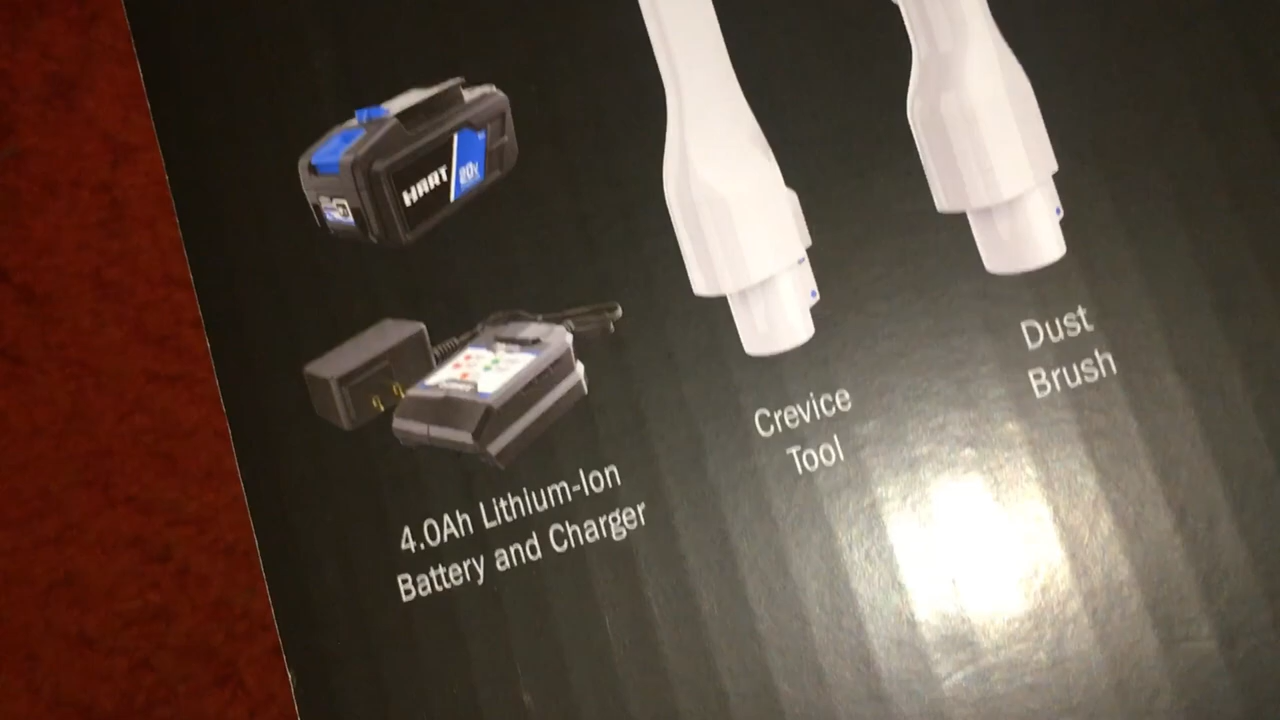 HART
20V
4.0Ah Lithium-Ion
Battery and Charger
Crevice
Tool
Dust
Brush